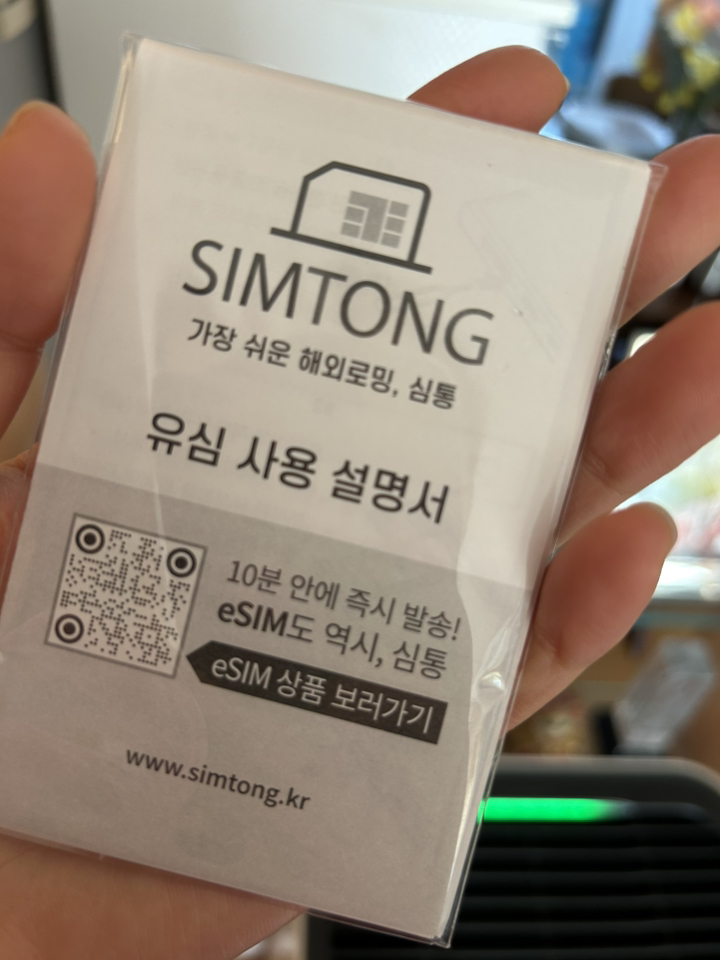 SIMTONG
가장 쉬운 해외로밍, 심통
유심 사용 설명서
10분 안에 즉시 발송!
eSIM도 역시, 심통
eSIM 상품 보러가기
www.simtong.kr